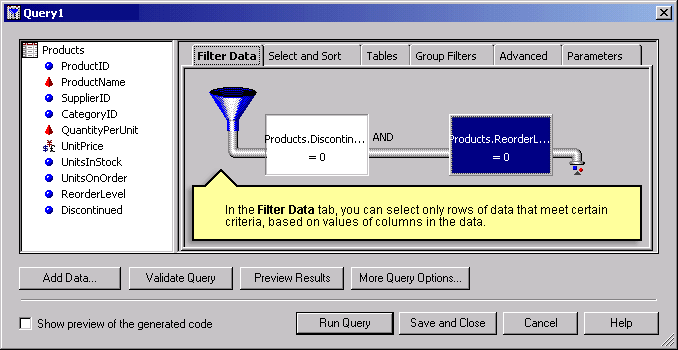 Query1
Products
ProductID
ProductName
SupplierID
CategoryID
QuantityPerUnit
UnitPrice
UnitsInStock
UnitsOnOrder
ReorderLevel
Discontinued
Filter Data Select and Sort Tables Group Filters Advanced Parameters
Products.Discontin... AND Products.ReorderL...
= 0 = 0
In the Filter Data tab, you can select only rows of data that meet certain
criteria, based on values of columns in the data.
Add Data... Validate Query Preview Results More Query Options...
Show preview of the generated code
Run Query Save and Close Cancel Help